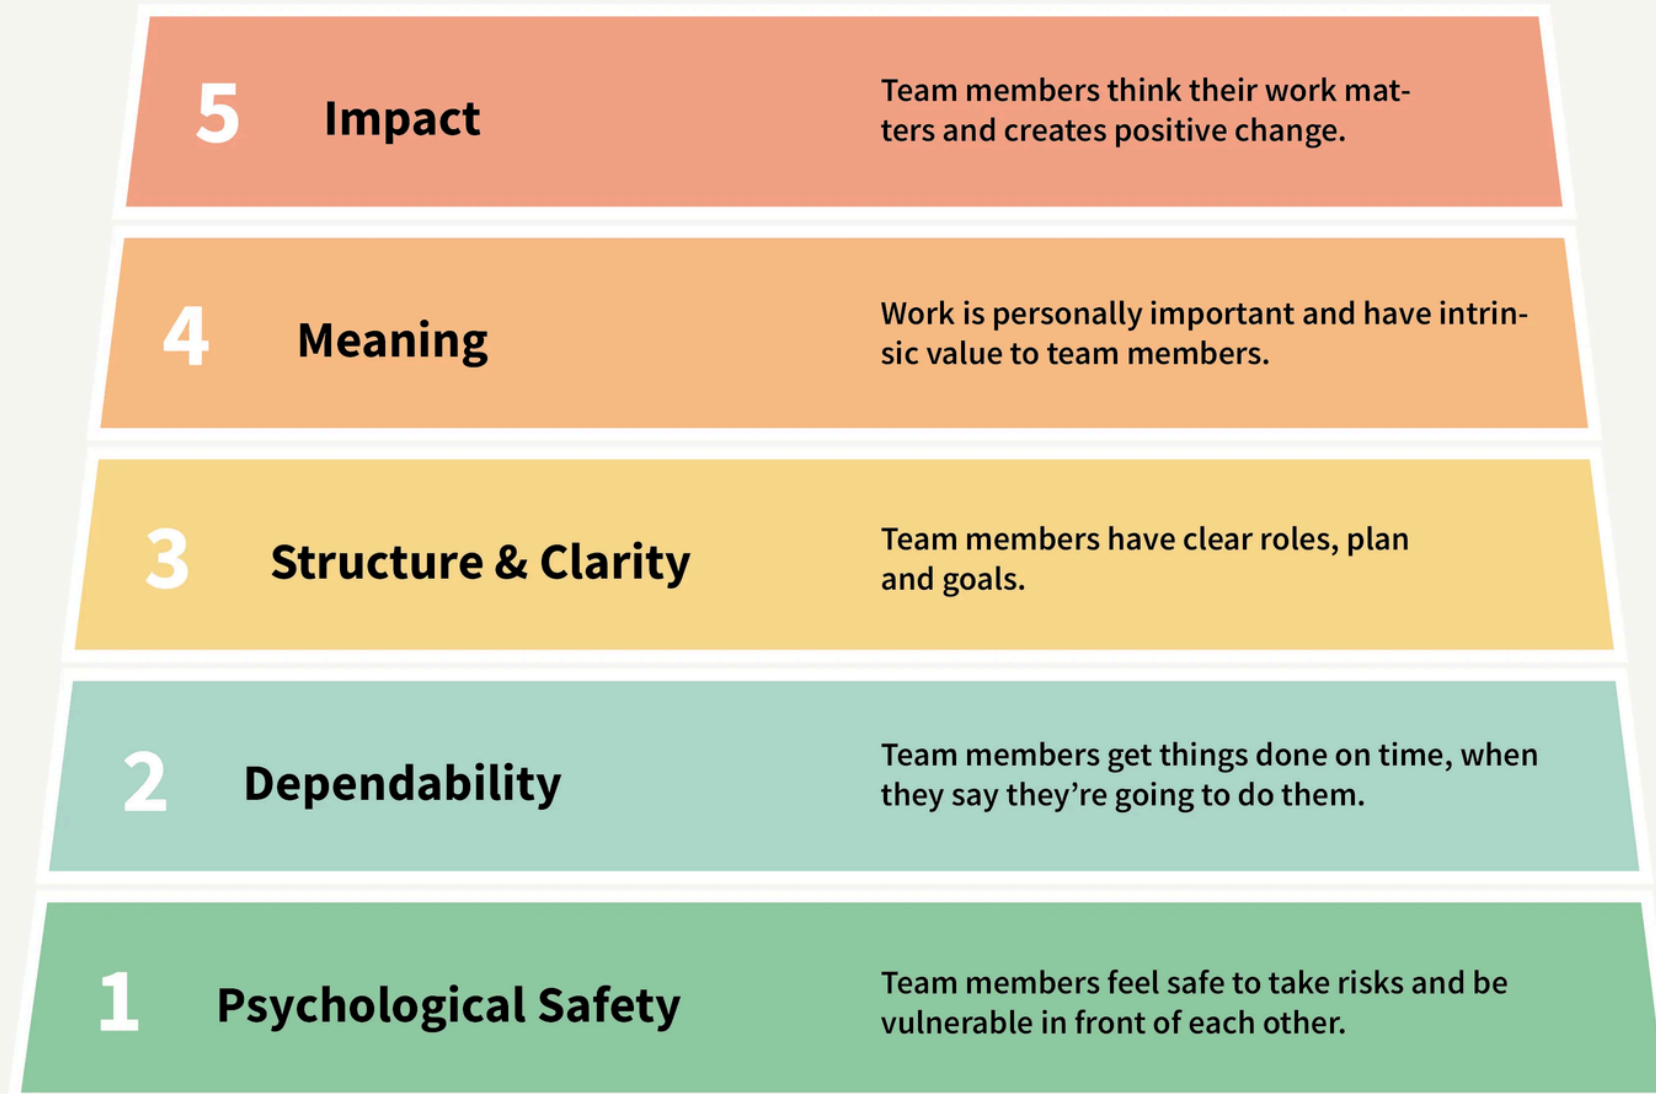 5 Impact
Team members think their work mat-
ters and creates positive change.
4 Meaning
Work is personally important and have intrin-
sic value to team members.
3 Structure & Clarity
Team members have clear roles, plan
and goals.
2 Dependability
Team members get things done on time, when
they say they’re going to do them.
1 Psychological Safety
Team members feel safe to take risks and be
vulnerable in front of each other.